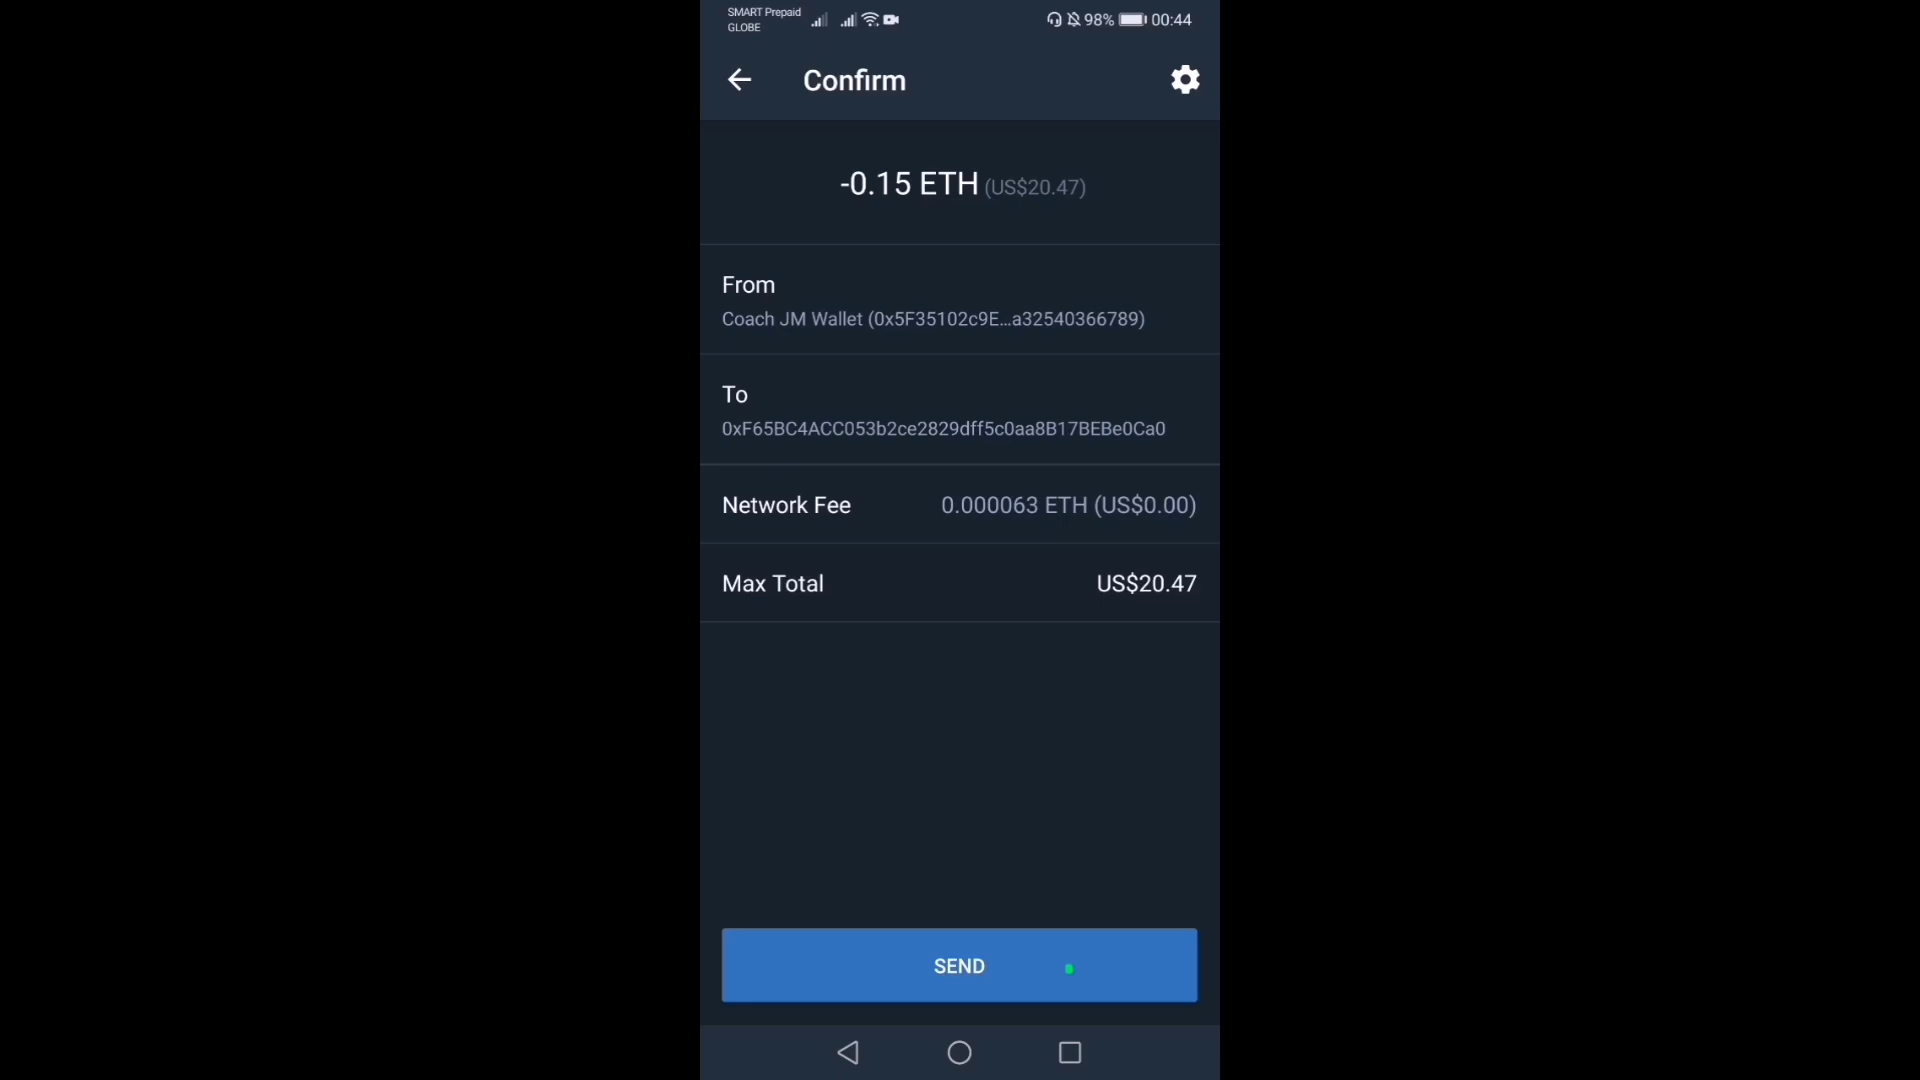 SMART Prepaid
GLOBE
98% 00:44
Confirm
-0.15 ETH (US$20.47)
From
Coach JM Wallet (0x5F35102c9E...a32540366789)
To
0xF65BC4ACC053b2ce2829dff5c0aa8B17BEBe0Ca0
Network Fee 0.000063 ETH (US$0.00)
Max Total US$20.47
SEND